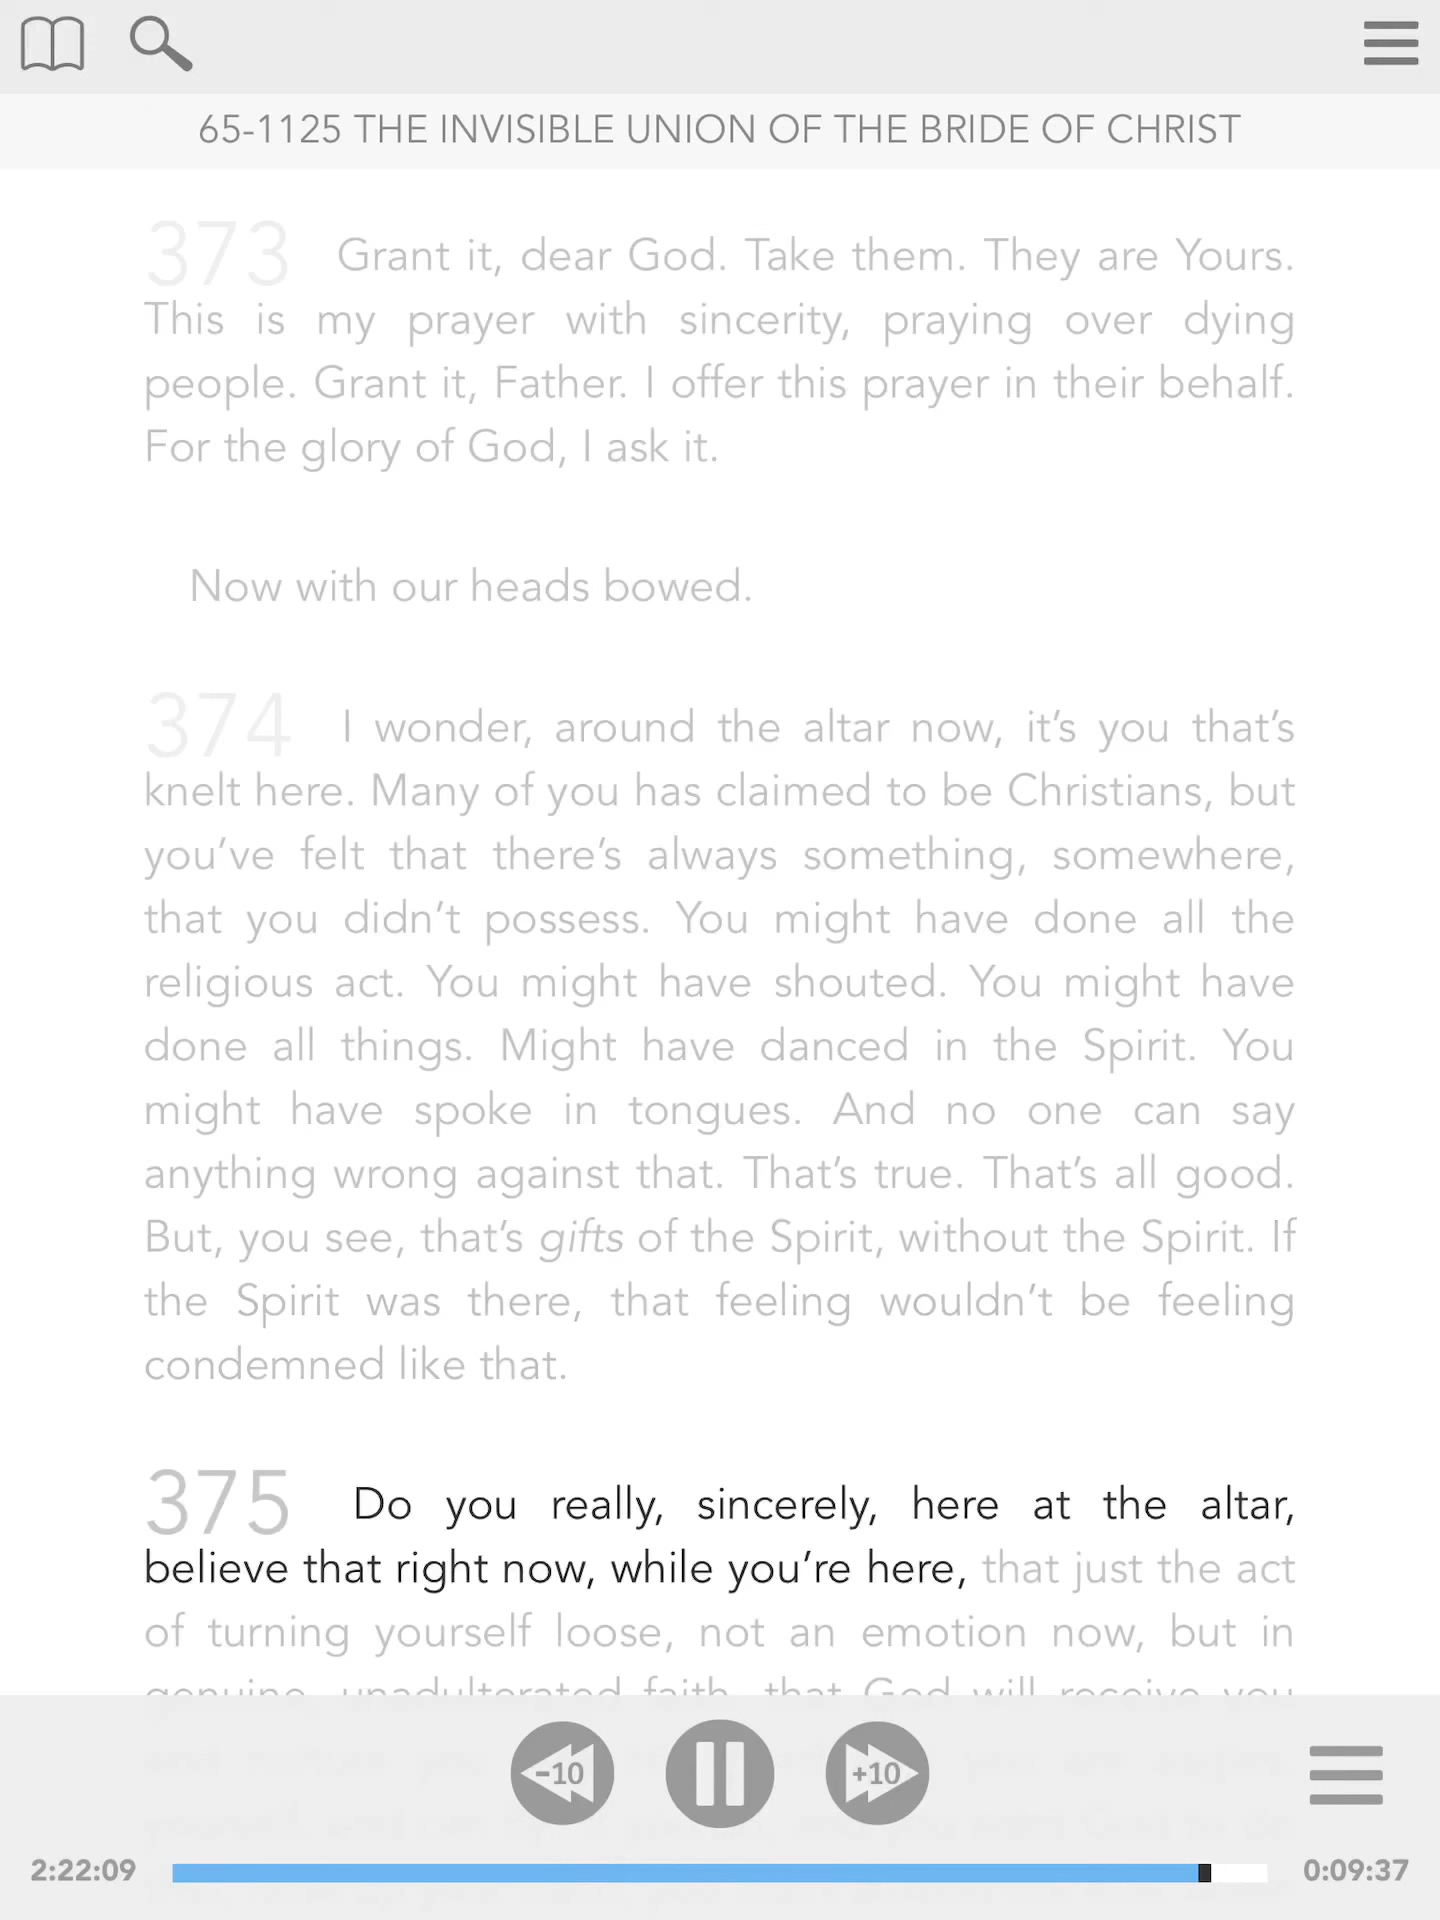 65-1125 THE INVISIBLE UNION OF THE BRIDE OF CHRIST
373 Grant it, dear God. Take them. They are Yours.
This is my prayer with sincerity, praying over dying
people. Grant it, Father. I offer this prayer in their behalf.
For the glory of God, I ask it.
Now with our heads bowed.
374 I wonder, around the altar now, it’s you that’s
knelt here. Many of you has claimed to be Christians, but
you’ve felt that there’s always something, somewhere,
that you didn’t possess. You might have done all the
religious act. You might have shouted. You might have
done all things. Might have danced in the Spirit. You
might have spoke in tongues. And no one can say
anything wrong against that. That’s true. That’s all good.
But, you see, that’s gifts of the Spirit, without the Spirit. If
the Spirit was there, that feeling wouldn’t be feeling
condemned like that.
375 Do you really, sincerely, here at the altar,
believe that right now, while you’re here, that just the act
of turning yourself loose, not an emotion now, but in
genuine, unadulterated faith, that God will receive you
-10 +10
2:22:09 0:09:37